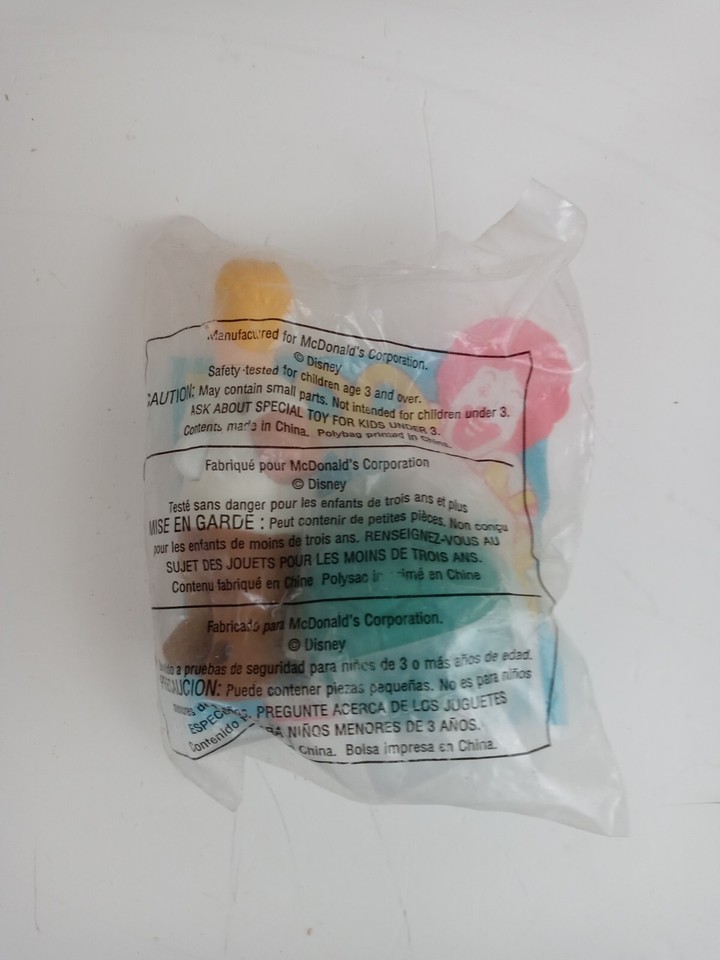 Manufactured for McDonald's Corporation.
© Disney
Safety-tested for children age 3 and over.
CAUTION: May contain small parts. Not intended for children under 3.
ASK ABOUT SPECIAL TOY FOR KIDS UNDER 3.
Contents made in China. Polybag printed in China.
Fabriqué pour McDonald's Corporation
© Disney
Testé sans danger pour les enfants de trois ans et plus
MISE EN GARDE : Peut contenir de petites pièces. Non conçu
pour les enfants de moins de trois ans. RENSEIGNEZ-VOUS AU
SUJET DES JOUETS POUR LES MOINS DE TROIS ANS.
Contenu fabriqué en Chine Polysac imprimé en Chine
Fabricado para McDonald's Corporation.
© Disney
a pruebas de seguridad para niños de 3 o más años de edad.
PRECAUCION: Puede contener piezas pequeñas. No es para niños
PREGUNTE ACERCA DE LOS JUGUETES
NIÑOS MENORES DE 3 AÑOS.
Contenido China. Bolsa impresa en China.